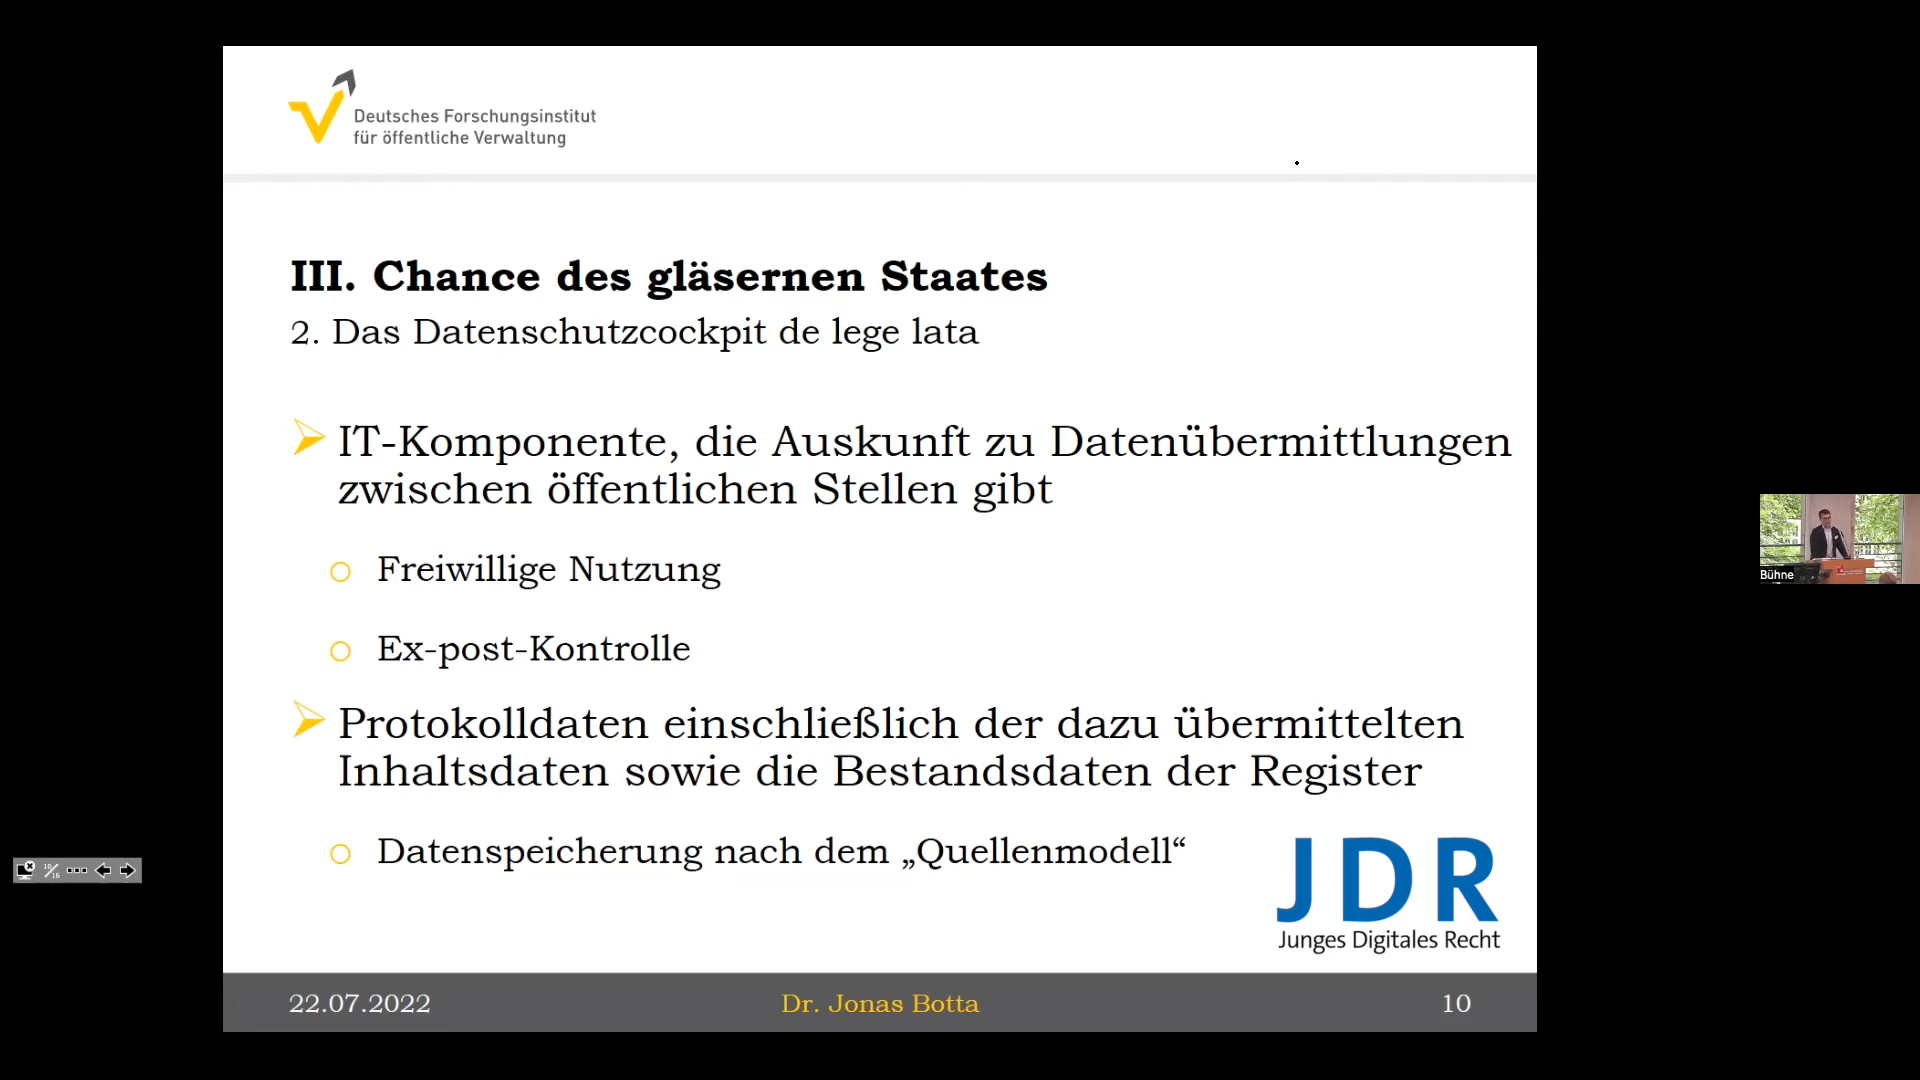 Deutsches Forschungsinstitut
für öffentliche Verwaltung
III. Chance des gläsernen Staates
2. Das Datenschutzcockpit de lege lata
IT-Komponente, die Auskunft zu Datenübermittlungen
zwischen öffentlichen Stellen gibt
Freiwillige Nutzung
Ex-post-Kontrolle
Protokolldaten einschließlich der dazu übermittelten
Inhaltsdaten sowie die Bestandsdaten der Register
Datenspeicherung nach dem „Quellenmodell“
JDR
Junges Digitales Recht
22.07.2022
Dr. Jonas Botta
10
Bühne